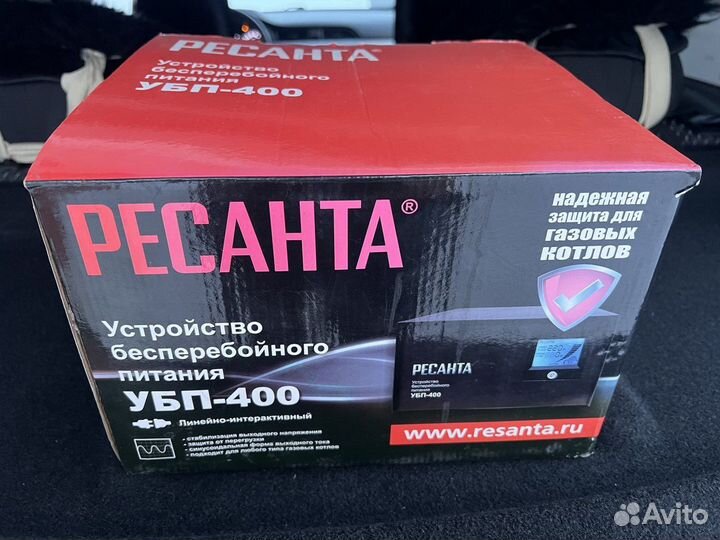 РЕСАНТА®
Устройство
бесперебойного
питания
УБП-400
РЕСАНТА®
Устройство
бесперебойного
питания
УБП-400
Линейно-интерактивный
- стабилизация выходного напряжения
- защита от перегрузки
- синусоидальная форма выходного тока
- подходит для любого типа газовых котлов
надежная
защита для
газовых
котлов
РЕСАНТА
Устройство
бесперебойного
питания
УБП-400
www.resanta.ru
Avito